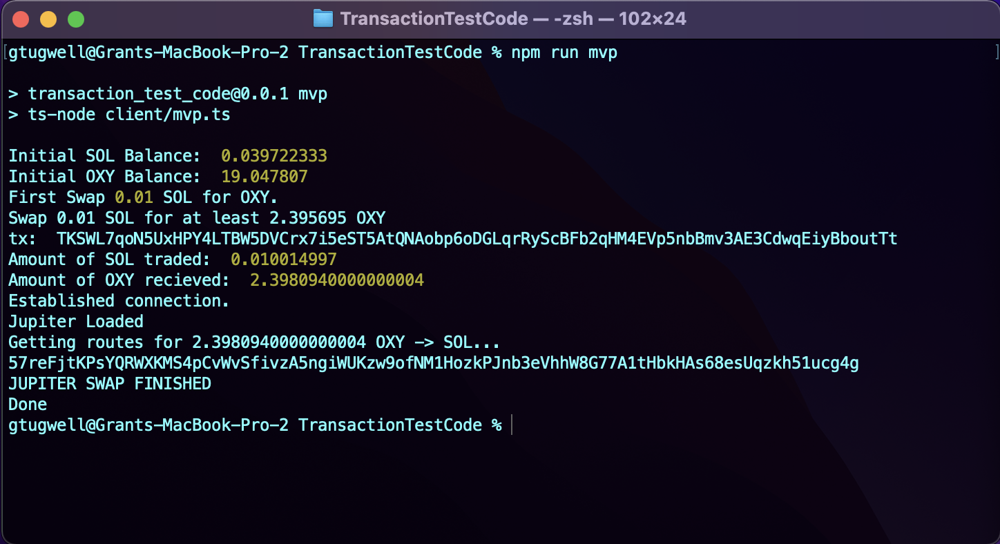 TransactionTestCode — -zsh — 102×24
gtugwell@Grants-MacBook-Pro-2 TransactionTestCode % npm run mvp
> transaction_test_code@0.0.1 mvp
> ts-node client/mvp.ts
Initial SOL Balance:  0.039722333
Initial OXY Balance:  19.047807
First Swap 0.01 SOL for OXY.
Swap 0.01 SOL for at least 2.395695 OXY
tx:  TKSWL7qoN5UxHPY4LTBW5DVCrx7i5eST5AtQNAobp6oDGLqrRyScBFb2qHM4EVp5nbBmv3AE3CdwqEiyBboutTt
Amount of SOL traded:  0.010014997
Amount of OXY recieved:  2.3980940000000004
Established connection.
Jupiter Loaded
Getting routes for 2.3980940000000004 OXY -> SOL...
57reFjtKPsYQRWXKMS4pCvWvSfivzA5ngiWUKzw9ofNM1HozkPJnb3eVhhW8G77A1tHbkHAs68esUqzkh51ucg4g
JUPITER SWAP FINISHED
Done
gtugwell@Grants-MacBook-Pro-2 TransactionTestCode %